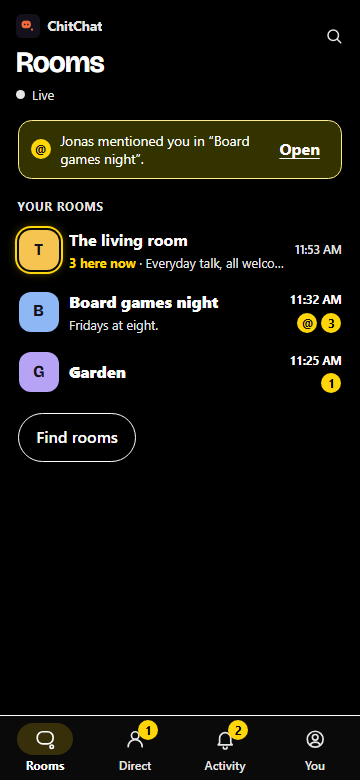 ChitChat
Rooms
Live
@
Jonas mentioned you in “Board
games night”.
Open
YOUR ROOMS
T
The living room
11:53 AM
3 here now · Everyday talk, all welco...
B
Board games night
11:32 AM
Fridays at eight.
@ 3
G
Garden
11:25 AM
1
Find rooms
1
2
Rooms
Direct
Activity
You